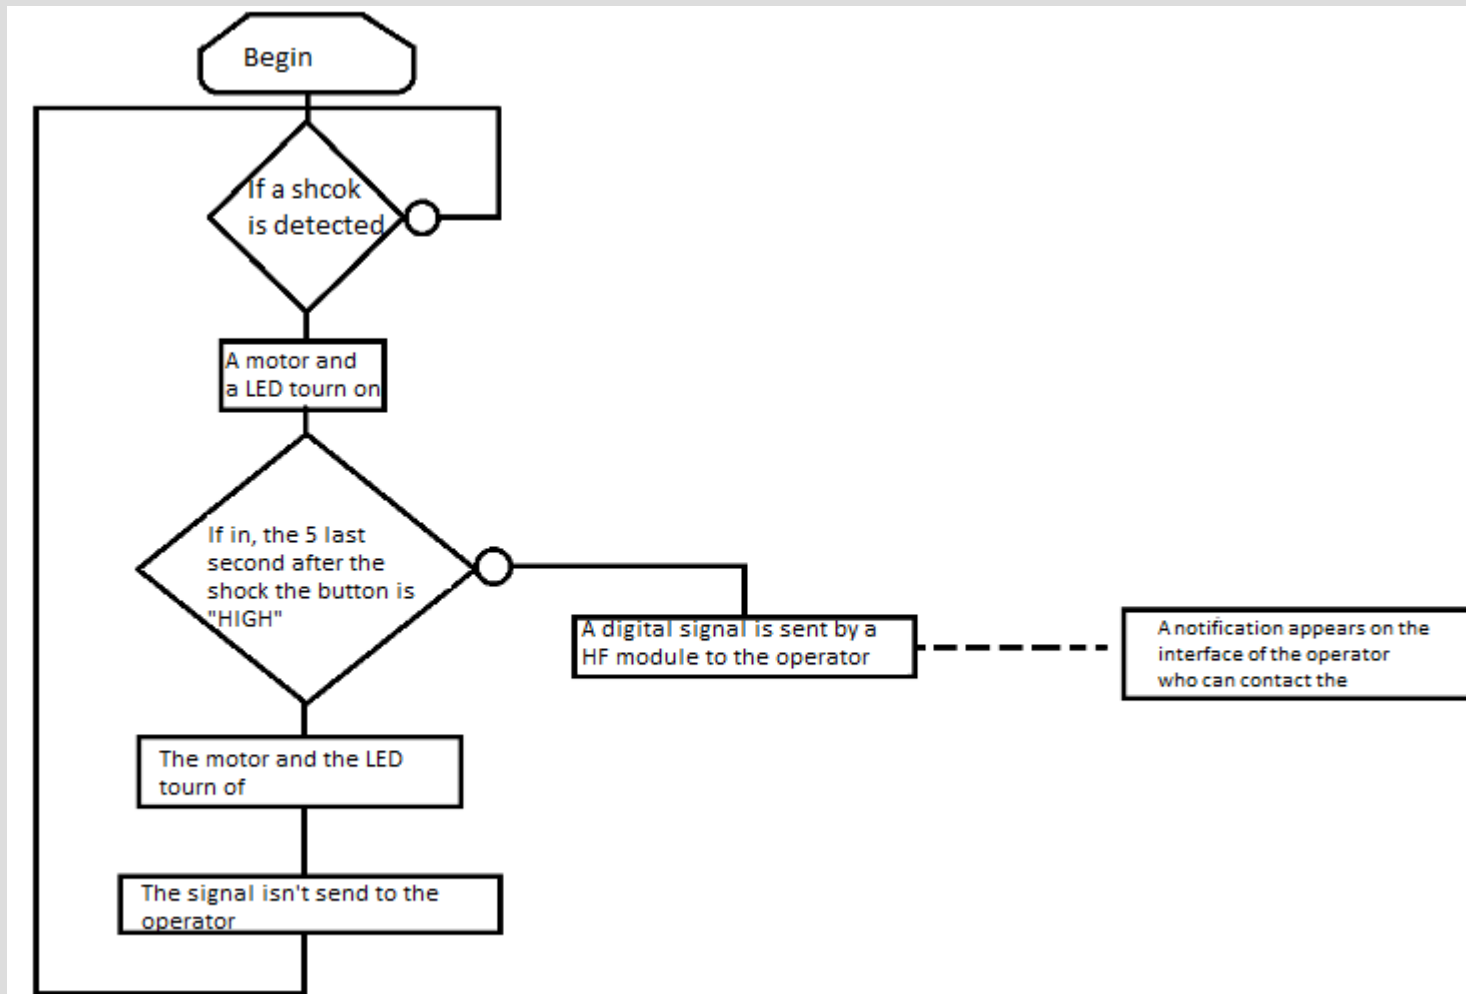 Begin
If a shcok
is detected
A motor and
a LED tourn on
If in, the 5 last
second after the
shock the button is
"HIGH"
A digital signal is sent by a
HF module to the operator
A notification appears on the
interface of the operator
who can contact the
The motor and the LED
tourn of
The signal isn't send to the
operator